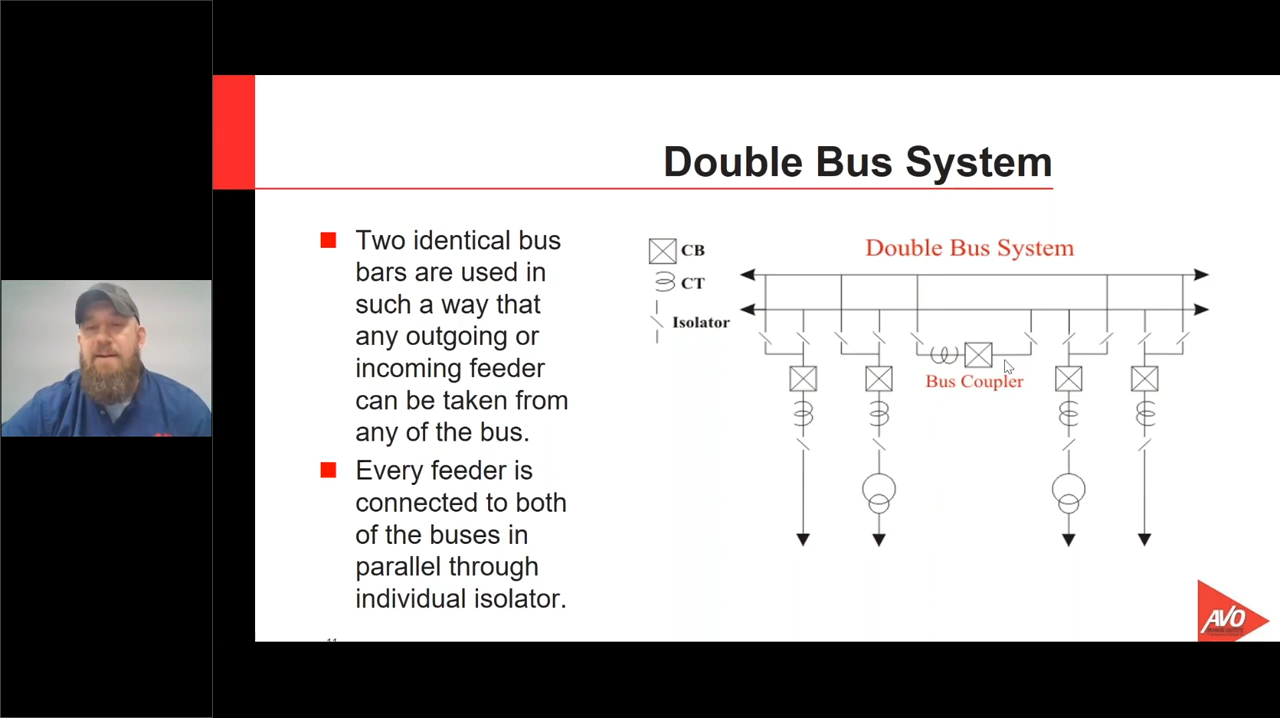 Double Bus System
Two identical bus
bars are used in
such a way that
any outgoing or
incoming feeder
can be taken from
any of the bus.
Every feeder is
connected to both
of the buses in
parallel through
individual isolator.
CB
CT
Isolator
Double Bus System
Bus Coupler
AVO